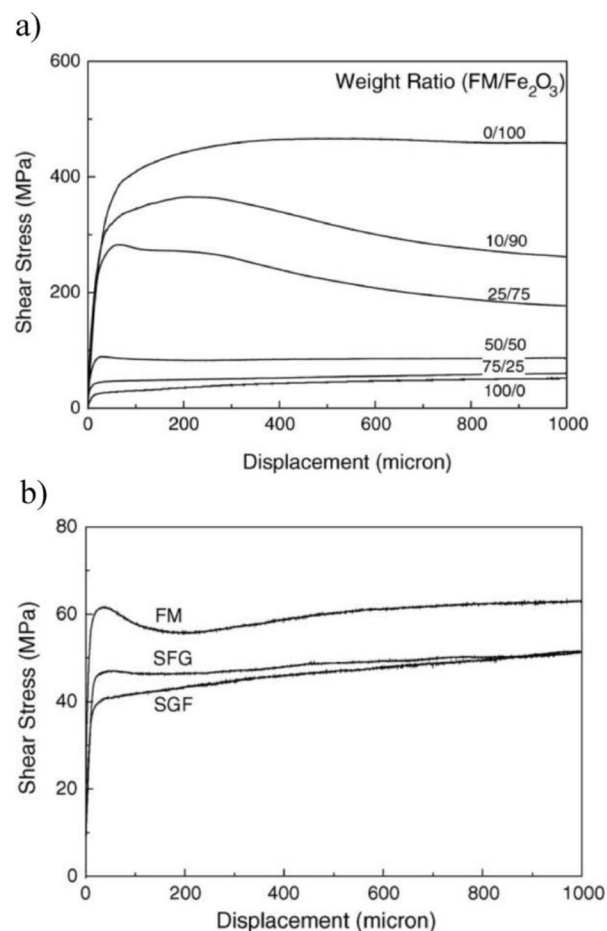 a)
600
Weight Ratio (FM/Fe₂O₃)
0/100
400
Shear Stress (MPa)
10/90
25/75
200
50/50
75/25
100/0
0
0 200 400 600 800 1000
Displacement (micron)
b)
80
FM
60
SFG
Shear Stress (MPa)
40
SGF
20
0
0 200 400 600 800 1000
Displacement (micron)